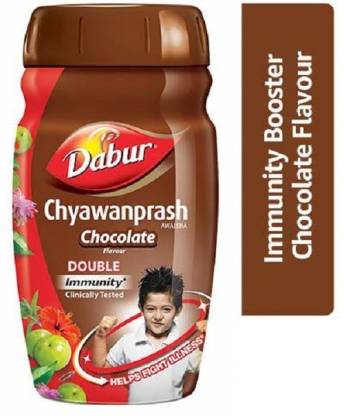 Dabur
Chyawanprash
AWALEHA
Chocolate
Flavour
DOUBLE
Immunity*
Clinically Tested
HELPS FIGHT ILLNESS
Immunity Booster
Chocolate Flavour